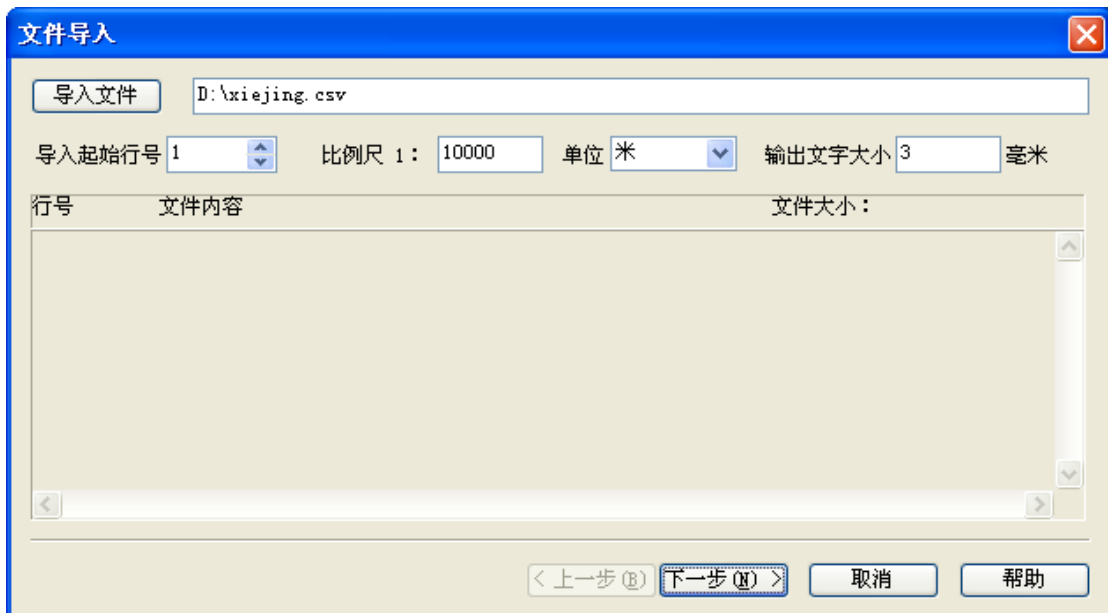 文件导入
导入文件 D:\xiejing.csv
导入起始行号 1 比例尺 1： 10000 单位 米 输出文字大小 3 毫米
行号 文件内容 文件大小：
< 上一步(B) 下一步(N) > 取消 帮助